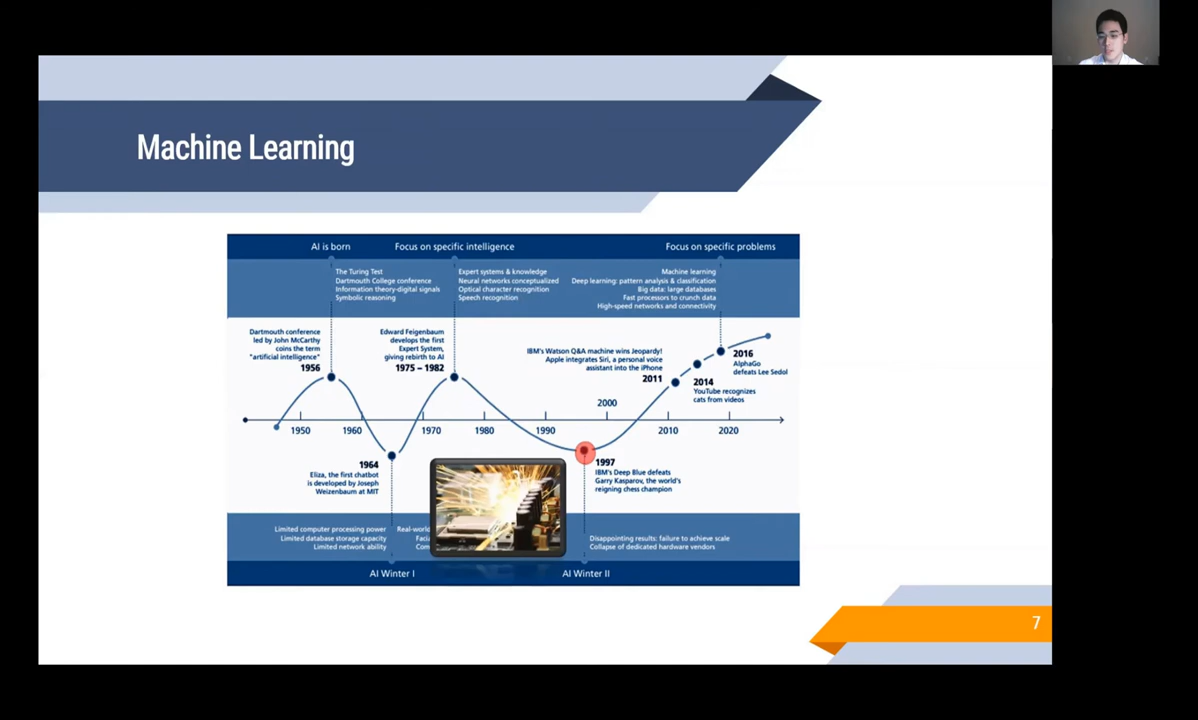 Machine Learning
AI is born
Focus on specific intelligence
Focus on specific problems
The Turing Test
Dartmouth College conference
Information theory-digital signals
Symbolic reasoning
Expert systems & knowledge
Neural networks conceptualized
Optical character recognition
Speech recognition
Machine learning
Deep learning: pattern analysis & classification
Big data: large databases
Fast processors to crunch data
High-speed networks and connectivity
Dartmouth conference
led by John McCarthy
coins the term
"artificial intelligence"
1956
Edward Feigenbaum
develops the first
Expert System,
giving rebirth to AI
1975 – 1982
IBM's Watson Q&A machine wins Jeopardy!
Apple integrates Siri, a personal voice
assistant into the iPhone
2011
2014
YouTube recognizes
cats from videos
2016
AlphaGo
defeats Lee Sedol
1950
1960
1970
1980
1990
2000
2010
2020
1964
Eliza, the first chatbot
is developed by Joseph
Weizenbaum at MIT
1997
IBM's Deep Blue defeats
Garry Kasparov, the world's
reigning chess champion
Limited computer processing power
Limited database storage capacity
Limited network ability
Real-world
Disappointing results: failure to achieve scale
Collapse of dedicated hardware vendors
AI Winter I
AI Winter II
7